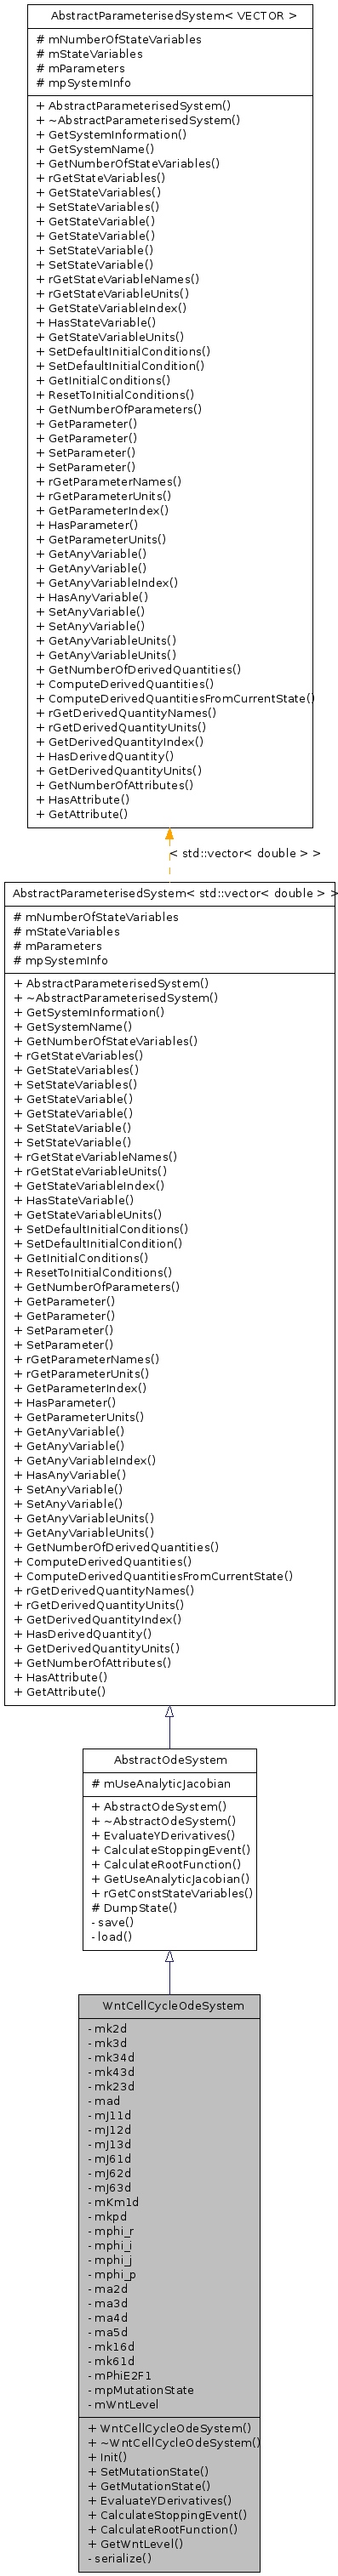 AbstractParameterisedSystem< VECTOR >
# mNumberOfStateVariables
# mStateVariables
# mParameters
# mpSystemInfo
+ AbstractParameterisedSystem()
+ ~AbstractParameterisedSystem()
+ GetSystemInformation()
+ GetSystemName()
+ GetNumberOfStateVariables()
+ rGetStateVariables()
+ GetStateVariables()
+ SetStateVariables()
+ GetStateVariable()
+ GetStateVariable()
+ SetStateVariable()
+ SetStateVariable()
+ rGetStateVariableNames()
+ rGetStateVariableUnits()
+ GetStateVariableIndex()
+ HasStateVariable()
+ GetStateVariableUnits()
+ SetDefaultInitialConditions()
+ SetDefaultInitialCondition()
+ GetInitialConditions()
+ ResetToInitialConditions()
+ GetNumberOfParameters()
+ GetParameter()
+ GetParameter()
+ SetParameter()
+ SetParameter()
+ rGetParameterNames()
+ rGetParameterUnits()
+ GetParameterIndex()
+ HasParameter()
+ GetParameterUnits()
+ GetAnyVariable()
+ GetAnyVariable()
+ GetAnyVariableIndex()
+ HasAnyVariable()
+ SetAnyVariable()
+ SetAnyVariable()
+ GetAnyVariableUnits()
+ GetAnyVariableUnits()
+ GetNumberOfDerivedQuantities()
+ ComputeDerivedQuantities()
+ ComputeDerivedQuantitiesFromCurrentState()
+ rGetDerivedQuantityNames()
+ rGetDerivedQuantityUnits()
+ GetDerivedQuantityIndex()
+ HasDerivedQuantity()
+ GetDerivedQuantityUnits()
+ GetNumberOfAttributes()
+ HasAttribute()
+ GetAttribute()
< std::vector< double > >
AbstractParameterisedSystem< std::vector< double > >
# mNumberOfStateVariables
# mStateVariables
# mParameters
# mpSystemInfo
+ AbstractParameterisedSystem()
+ ~AbstractParameterisedSystem()
+ GetSystemInformation()
+ GetSystemName()
+ GetNumberOfStateVariables()
+ rGetStateVariables()
+ GetStateVariables()
+ SetStateVariables()
+ GetStateVariable()
+ GetStateVariable()
+ SetStateVariable()
+ SetStateVariable()
+ rGetStateVariableNames()
+ rGetStateVariableUnits()
+ GetStateVariableIndex()
+ HasStateVariable()
+ GetStateVariableUnits()
+ SetDefaultInitialConditions()
+ SetDefaultInitialCondition()
+ GetInitialConditions()
+ ResetToInitialConditions()
+ GetNumberOfParameters()
+ GetParameter()
+ GetParameter()
+ SetParameter()
+ SetParameter()
+ rGetParameterNames()
+ rGetParameterUnits()
+ GetParameterIndex()
+ HasParameter()
+ GetParameterUnits()
+ GetAnyVariable()
+ GetAnyVariable()
+ GetAnyVariableIndex()
+ HasAnyVariable()
+ SetAnyVariable()
+ SetAnyVariable()
+ GetAnyVariableUnits()
+ GetAnyVariableUnits()
+ GetNumberOfDerivedQuantities()
+ ComputeDerivedQuantities()
+ ComputeDerivedQuantitiesFromCurrentState()
+ rGetDerivedQuantityNames()
+ rGetDerivedQuantityUnits()
+ GetDerivedQuantityIndex()
+ HasDerivedQuantity()
+ GetDerivedQuantityUnits()
+ GetNumberOfAttributes()
+ HasAttribute()
+ GetAttribute()
AbstractOdeSystem
# mUseAnalyticJacobian
+ AbstractOdeSystem()
+ ~AbstractOdeSystem()
+ EvaluateYDerivatives()
+ CalculateStoppingEvent()
+ CalculateRootFunction()
+ GetUseAnalyticJacobian()
+ rGetConstStateVariables()
# DumpState()
- save()
- load()
WntCellCycleOdeSystem
- mk2d
- mk3d
- mk34d
- mk43d
- mk23d
- mad
- mJ11d
- mJ12d
- mJ13d
- mJ61d
- mJ62d
- mJ63d
- mKm1d
- mkpd
- mphi_r
- mphi_i
- mphi_j
- mphi_p
- ma2d
- ma3d
- ma4d
- ma5d
- mk16d
- mk61d
- mPhiE2F1
- mpMutationState
- mWntLevel
+ WntCellCycleOdeSystem()
+ ~WntCellCycleOdeSystem()
+ Init()
+ SetMutationState()
+ GetMutationState()
+ EvaluateYDerivatives()
+ CalculateStoppingEvent()
+ CalculateRootFunction()
+ GetWntLevel()
- serialize()